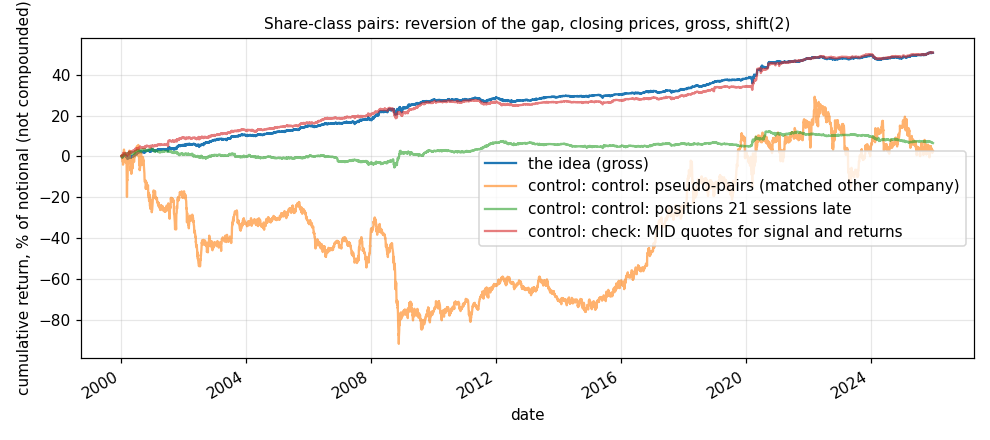 Share-class pairs: reversion of the gap, closing prices, gross, shift(2)
cumulative return, % of notional (not compounded)
40
20
0
−20
−40
−60
−80
the idea (gross)
control: control: pseudo-pairs (matched other company)
control: control: positions 21 sessions late
control: check: MID quotes for signal and returns
2000
2004
2008
2012
2016
2020
2024
date